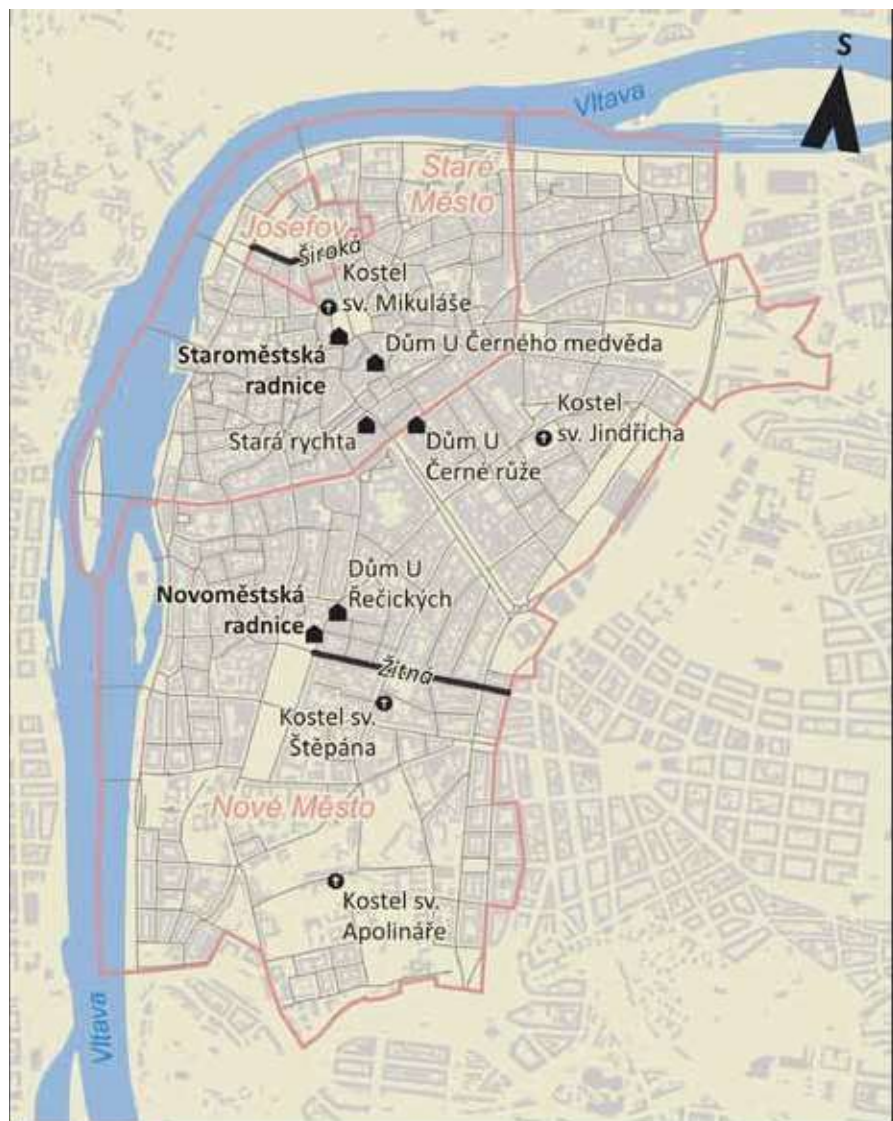 S
Vltava
Staré
Město
Josefov
Široká
Kostel
sv. Mikuláše
Staroměstská
radnice
Dům U Černého medvěda
Kostel
sv. Jindřicha
Stará rychta
Dům U
Černé růže
Dům U
Řečických
Novoměstská
radnice
Žitná
Kostel sv.
Štěpána
Nové Město
Kostel sv.
Apolináře
Vltava